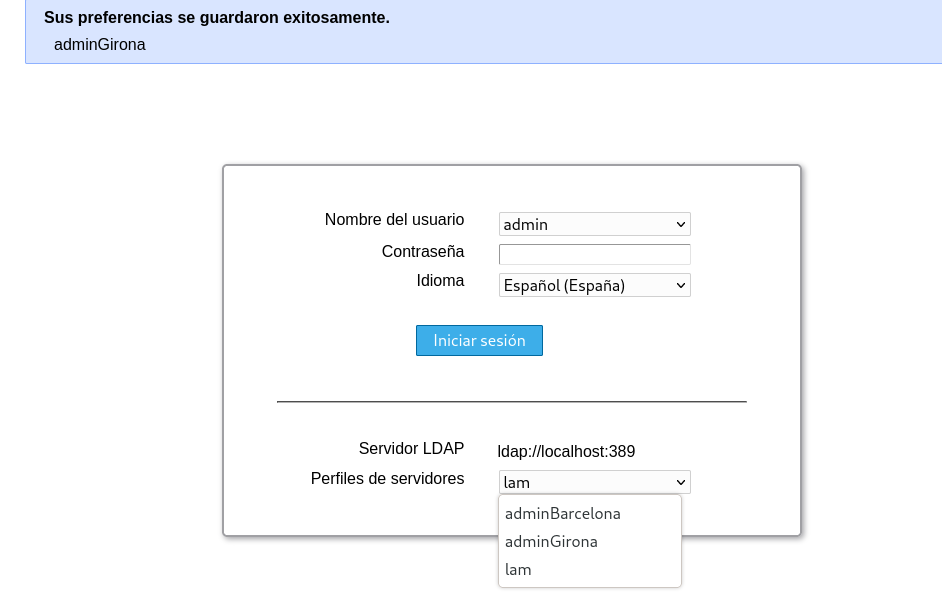 Sus preferencias se guardaron exitosamente.
adminGirona
Nombre del usuario admin
Contraseña
Idioma Español (España)
Iniciar sesión
Servidor LDAP ldap://localhost:389
Perfiles de servidores lam
adminBarcelona
adminGirona
lam